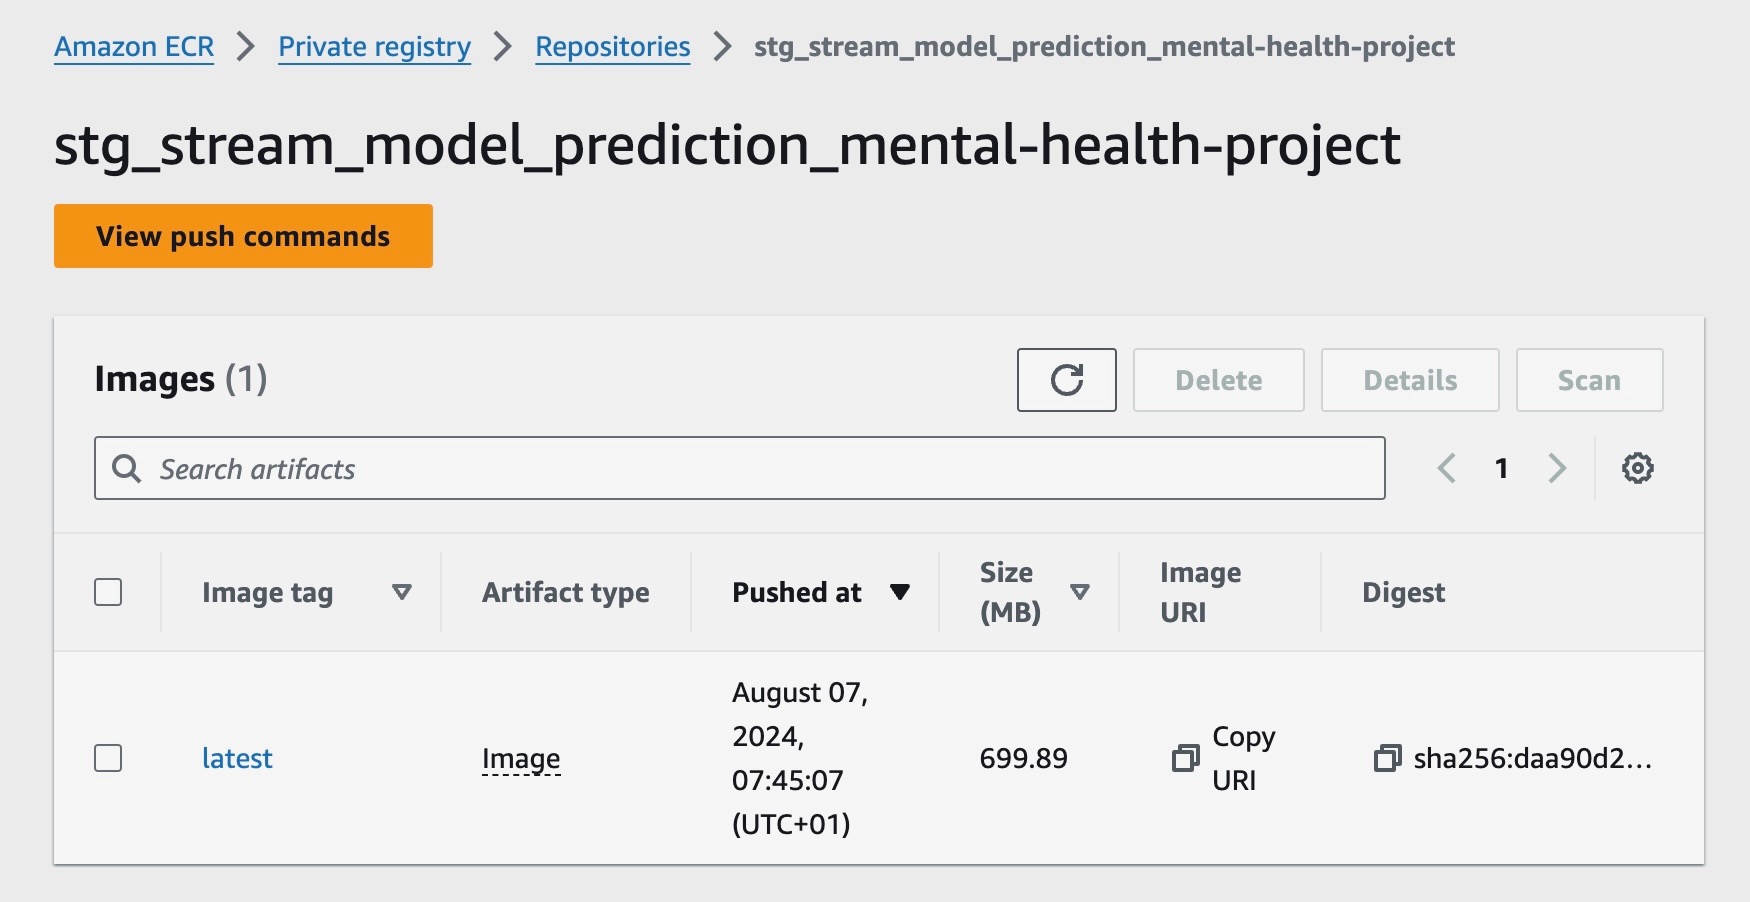 Amazon ECR > Private registry > Repositories > stg_stream_model_prediction_mental-health-project
stg_stream_model_prediction_mental-health-project
View push commands
Images (1)
Delete
Details
Scan
Search artifacts
1
Image tag
Artifact type
Pushed at
Size
(MB)
Image
URI
Digest
latest
Image
August 07,
2024,
07:45:07
(UTC+01)
699.89
Copy
URI
sha256:daa90d2...